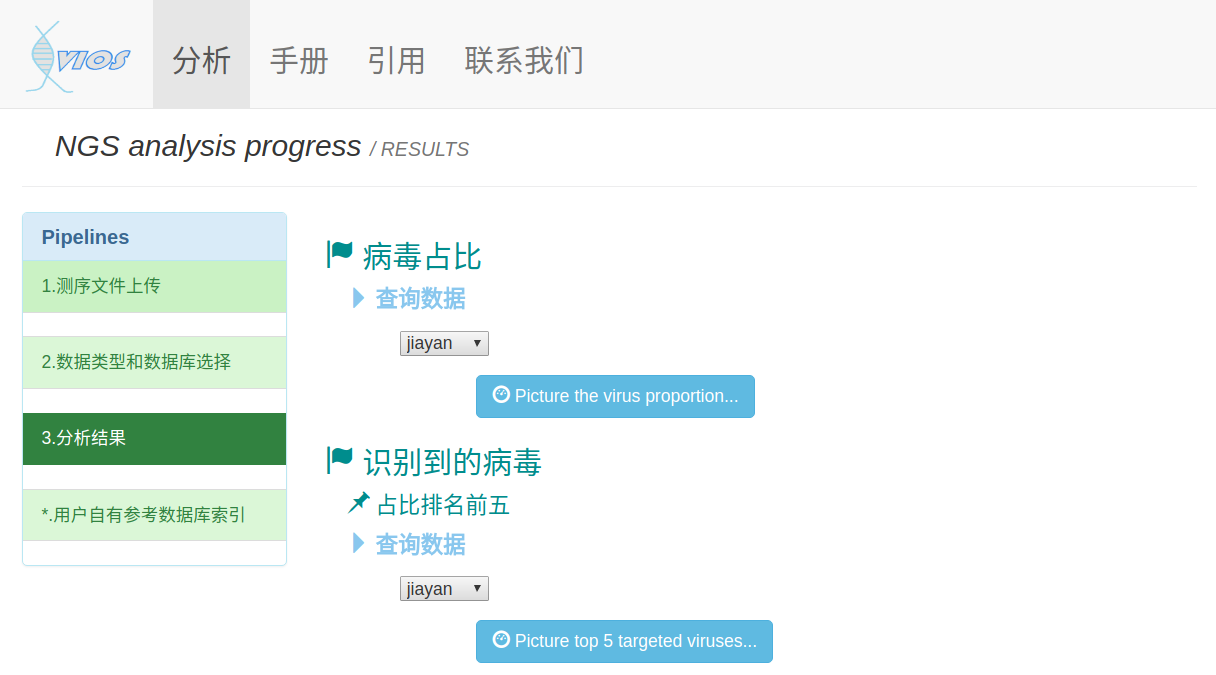 VIOS 分析 手册 引用 联系我们
NGS analysis progress / RESULTS
Pipelines
1.测序文件上传
2.数据类型和数据库选择
3.分析结果
*.用户自有参考数据库索引
病毒占比
查询数据
jiayan
Picture the virus proportion...
识别到的病毒
占比排名前五
查询数据
jiayan
Picture top 5 targeted viruses...